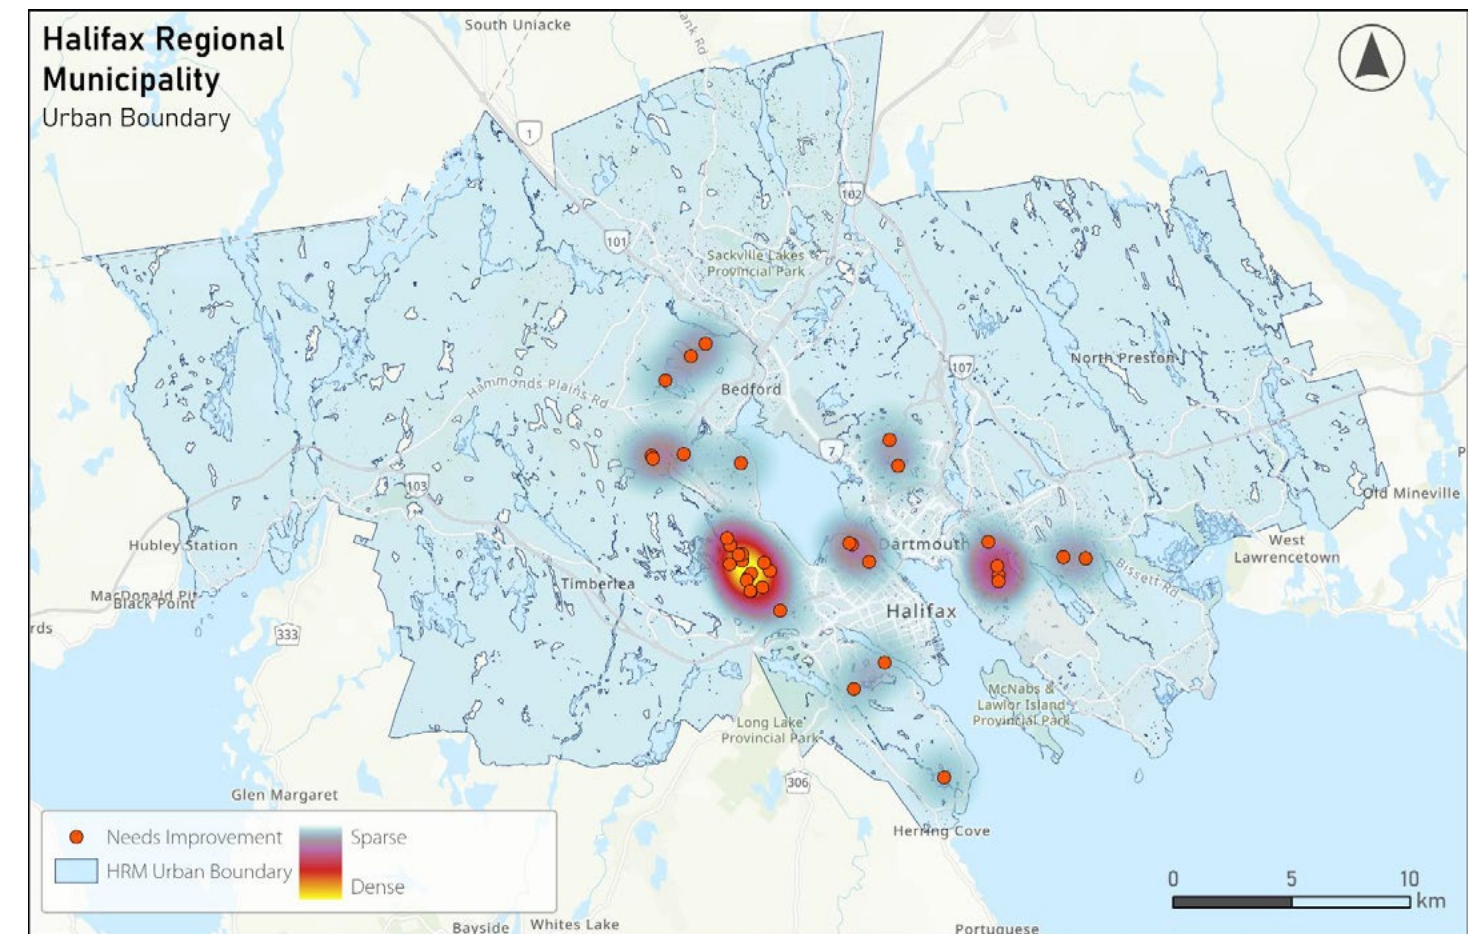 Halifax Regional
Municipality
Urban Boundary
South Uniacke
1
102
101
Sackville Lakes
Provincial Park
North Preston
107
Hammonds Plains Rd
Bedford
7
103
Old Mineville
Hubley Station
Dartmouth
West
Lawrencetown
Timberlea
Bissett Rd
Black Point
Halifax
rds
333
McNabs &
Lawlor Island
Provincial Park
Long Lake
Provincial Park
306
Glen Margaret
Herring Cove
Needs Improvement
HRM Urban Boundary
Sparse
Dense
0 5 10
km
Bayside
Whites Lake
Portuguese